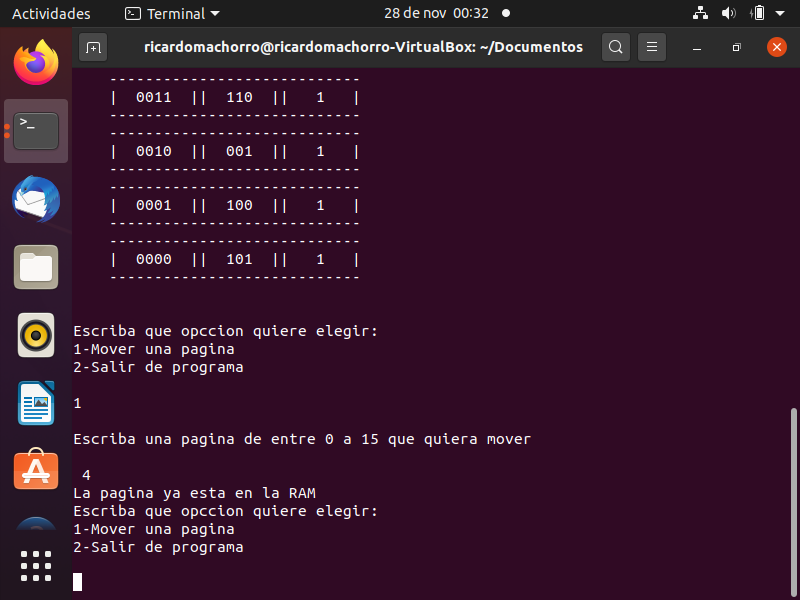 Actividades Terminal 28 de nov 00:32
ricardomachorro@ricardomachorro-VirtualBox: ~/Documentos
----------------------------
|  0011  ||  110  ||   1   |
----------------------------
----------------------------
|  0010  ||  001  ||   1   |
----------------------------
----------------------------
|  0001  ||  100  ||   1   |
----------------------------
----------------------------
|  0000  ||  101  ||   1   |
----------------------------
Escriba que opccion quiere elegir:
1-Mover una pagina
2-Salir de programa
1
Escriba una pagina de entre 0 a 15 que quiera mover
4
La pagina ya esta en la RAM
Escriba que opccion quiere elegir:
1-Mover una pagina
2-Salir de programa